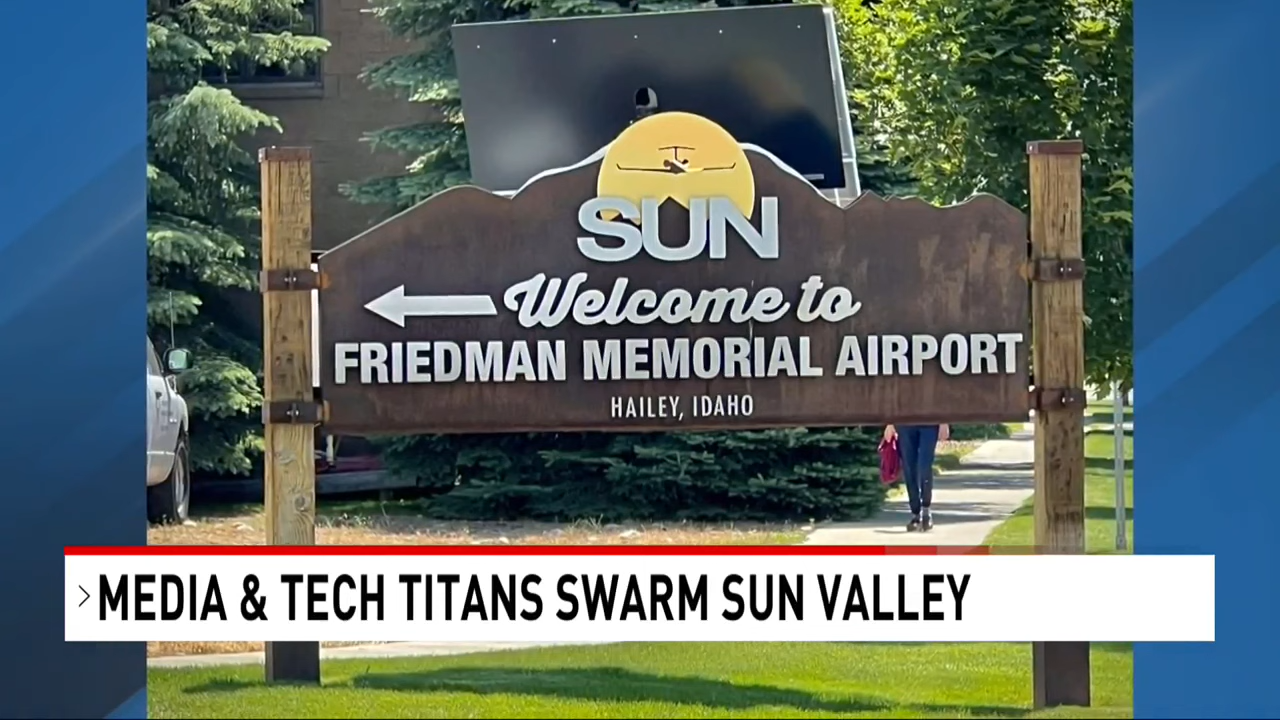 SUN
Welcome to
FRIEDMAN MEMORIAL AIRPORT
HAILEY, IDAHO
MEDIA & TECH TITANS SWARM SUN VALLEY